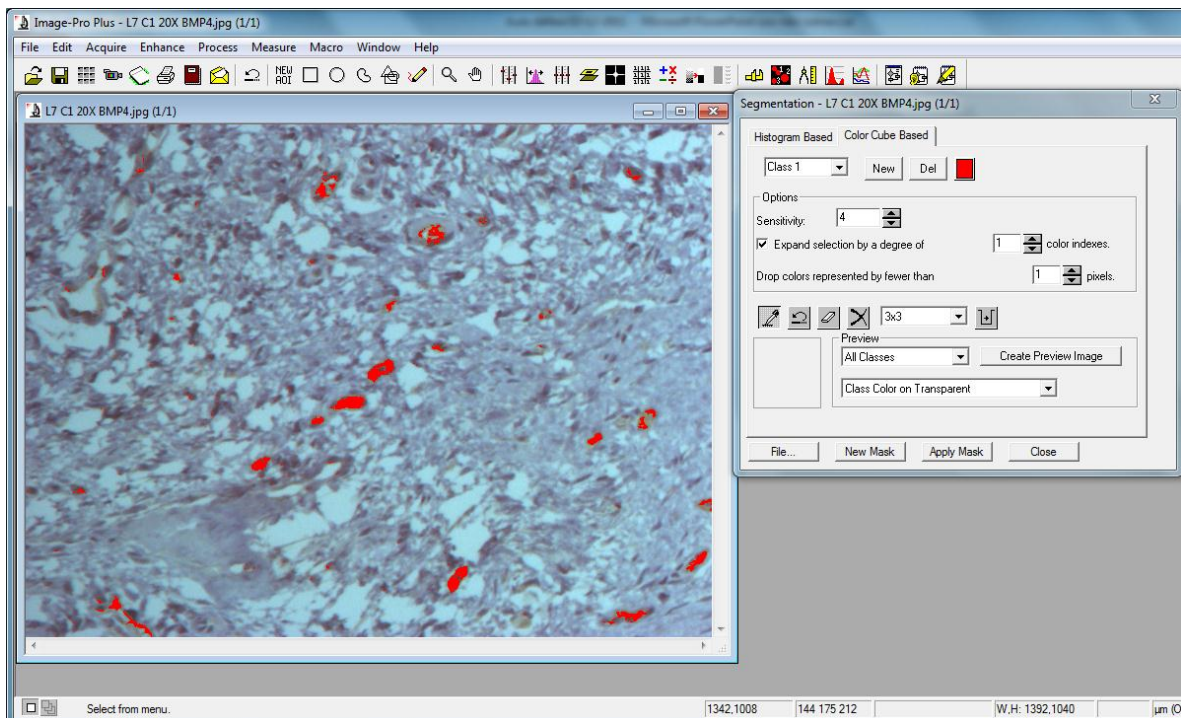 Image-Pro Plus - L7 C1 20X BMP4.jpg (1/1)
File Edit Acquire Enhance Process Measure Macro Window Help
NEW AOI
L7 C1 20X BMP4.jpg (1/1)
Segmentation - L7 C1 20X BMP4.jpg (1/1)
Histogram Based Color Cube Based
Class 1 New Del
Options
Sensitivity: 4
Expand selection by a degree of 1 color indexes.
Drop colors represented by fewer than 1 pixels.
3x3
Preview
All Classes Create Preview Image
Class Color on Transparent
File... New Mask Apply Mask Close
Select from menu. 1342,1008 144 175 212 W,H: 1392,1040 µm (O